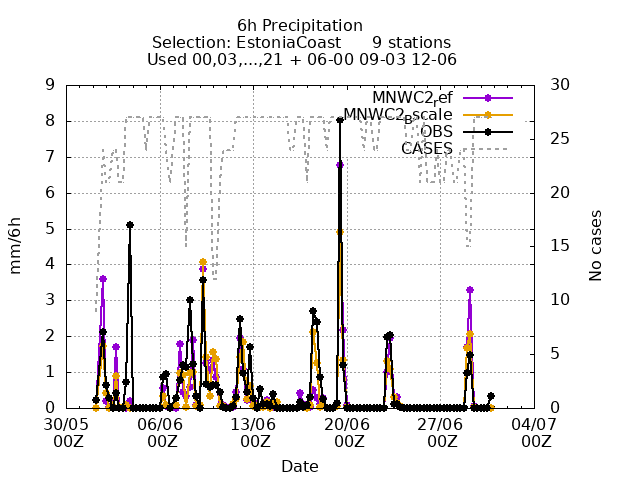 6h Precipitation
Selection: EstoniaCoast 9 stations
Used 00,03,...,21 + 06-00 09-03 12-06
MNWC2_ref
MNWC2_Bscale
OBS
CASES
9
8
7
6
5
4
3
2
1
0
mm/6h
30
25
20
15
10
5
0
No cases
30/05 06/06 13/06 20/06 27/06 04/07
00Z 00Z 00Z 00Z 00Z 00Z
Date